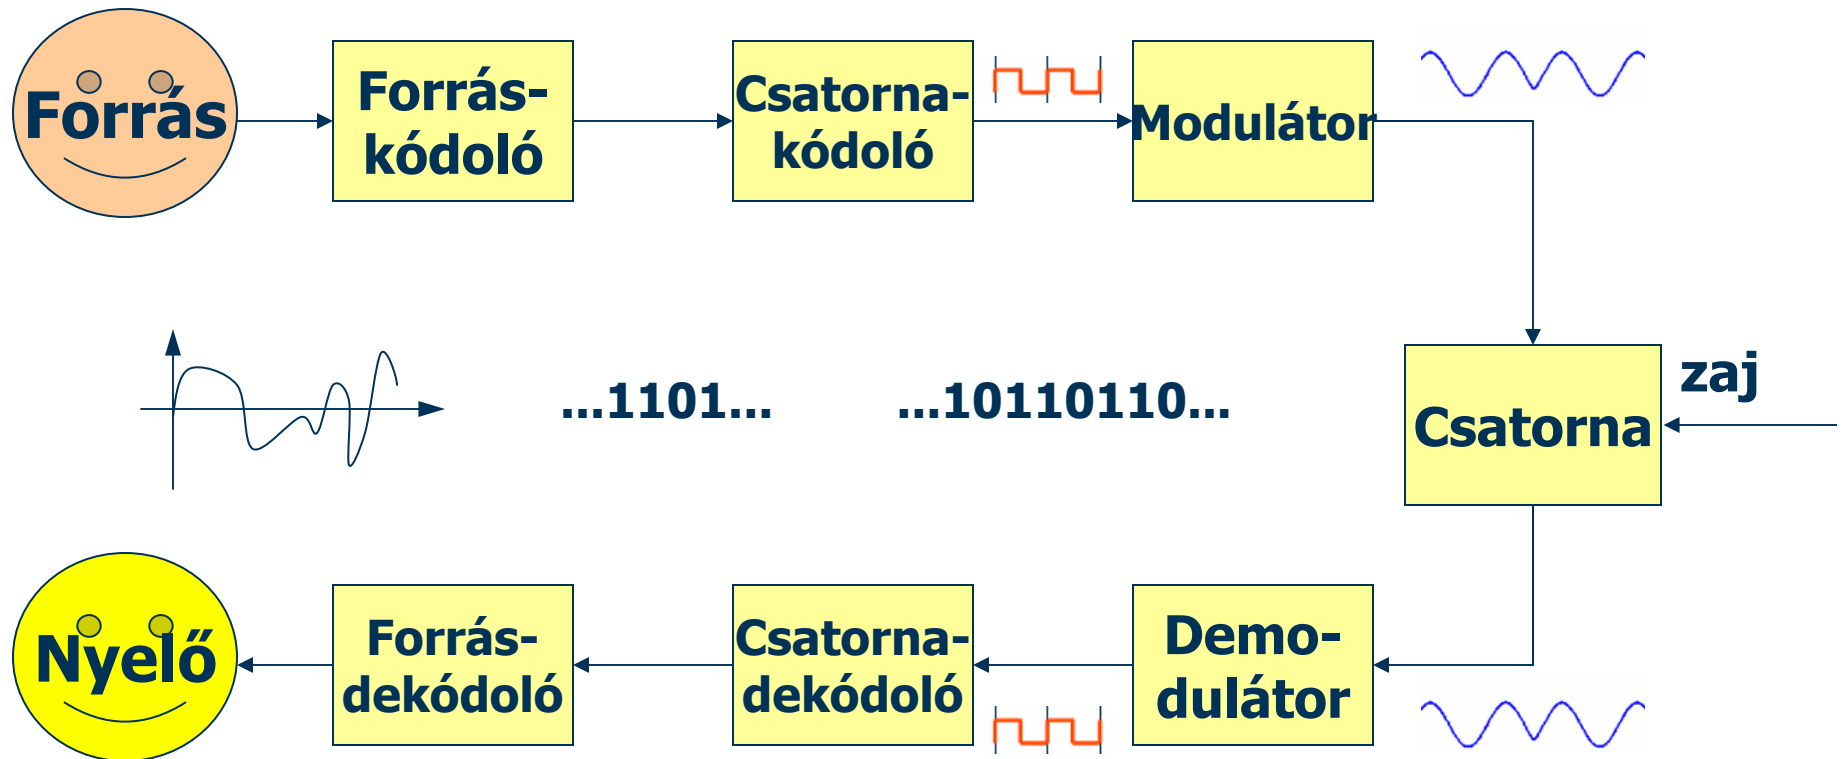 Forrás
Forrás-
kódoló
Csatorna-
kódoló
Modulátor
zaj
Csatorna
...1101...
...10110110...
Nyelő
Forrás-
dekódoló
Csatorna-
dekódoló
Demo-
dulátor